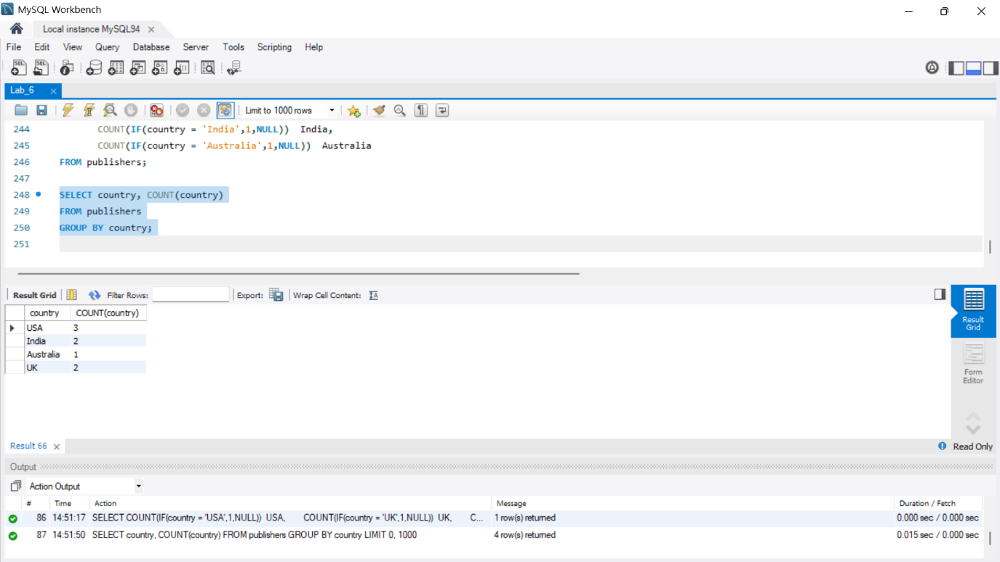 MySQL Workbench
Local instance MySQL94
File Edit View Query Database Server Tools Scripting Help
Lab_6
Limit to 1000 rows
244 COUNT(IF(country = 'India',1,NULL)) India,
245 COUNT(IF(country = 'Australia',1,NULL)) Australia
246 FROM publishers;
247
248 SELECT country, COUNT(country)
249 FROM publishers
250 GROUP BY country;
251
Result Grid Filter Rows: Export: Wrap Cell Content:
country COUNT(country)
USA 3
India 2
Australia 1
UK 2
Result Grid
Form Editor
Result 66
Read Only
Output
Action Output
# Time Action Message Duration / Fetch
86 14:51:17 SELECT COUNT(IF(country = 'USA',1,NULL)) USA, COUNT(IF(country = 'UK',1,NULL)) UK, C... 1 row(s) returned 0.000 sec / 0.000 sec
87 14:51:50 SELECT country, COUNT(country) FROM publishers GROUP BY country LIMIT 0, 1000 4 row(s) returned 0.015 sec / 0.000 sec